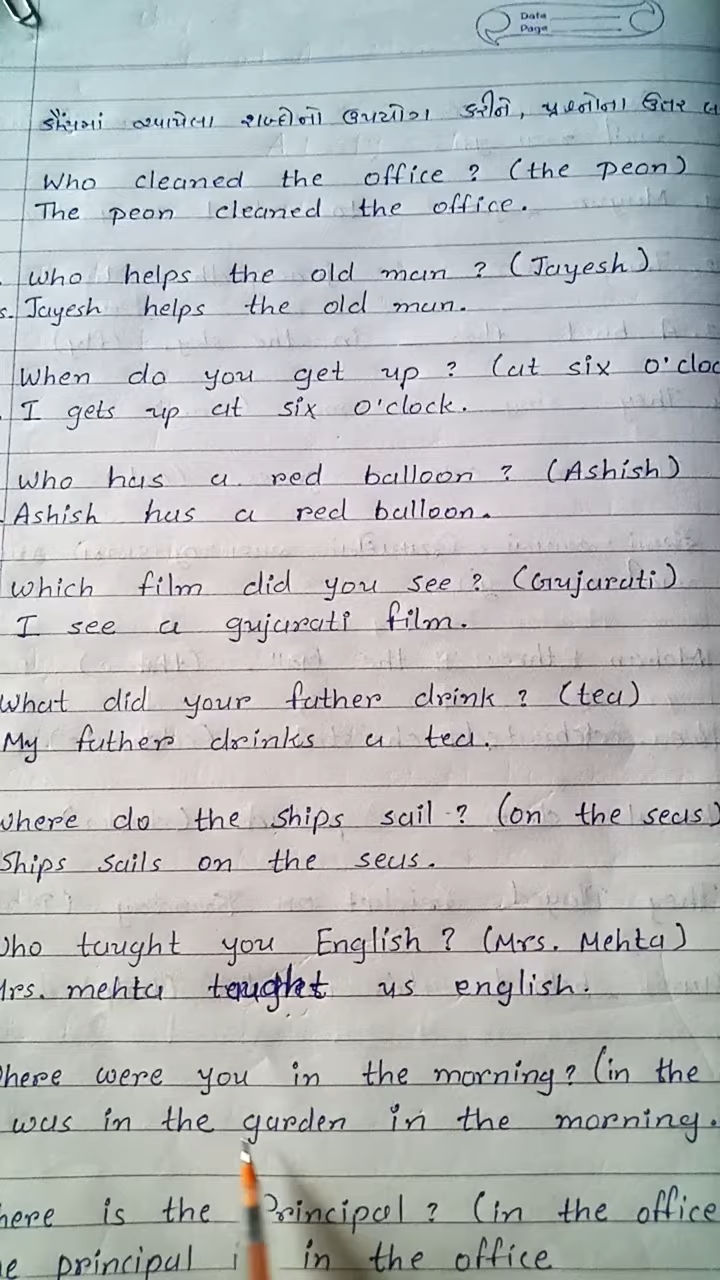 Date
Page
કૌંસમાં આપેલા શબ્દોનો ઉપયોગ કરીને, પ્રશ્નોના ઉત્તર
Who cleaned the office ? (the peon)
The peon cleaned the office.
Who helps the old man ? (Jayesh)
s. Jayesh helps the old man.
When do you get up ? (at six o'cloc
I gets up at six o'clock.
Who has a red balloon ? (Ashish)
Ashish has a red balloon.
Which film did you see ? (Gujarati)
I see a gujarati film.
What did your father drink ? (tea)
My father drinks a tea.
where do the ships sail ? (on the seas)
Ships sails on the seas.
Who taught you English ? (Mrs. Mehta)
Mrs. mehta taught us english.
here were you in the morning? (in the
was in the garden in the morning.
here is the Principal ? (in the office
e principal in the office